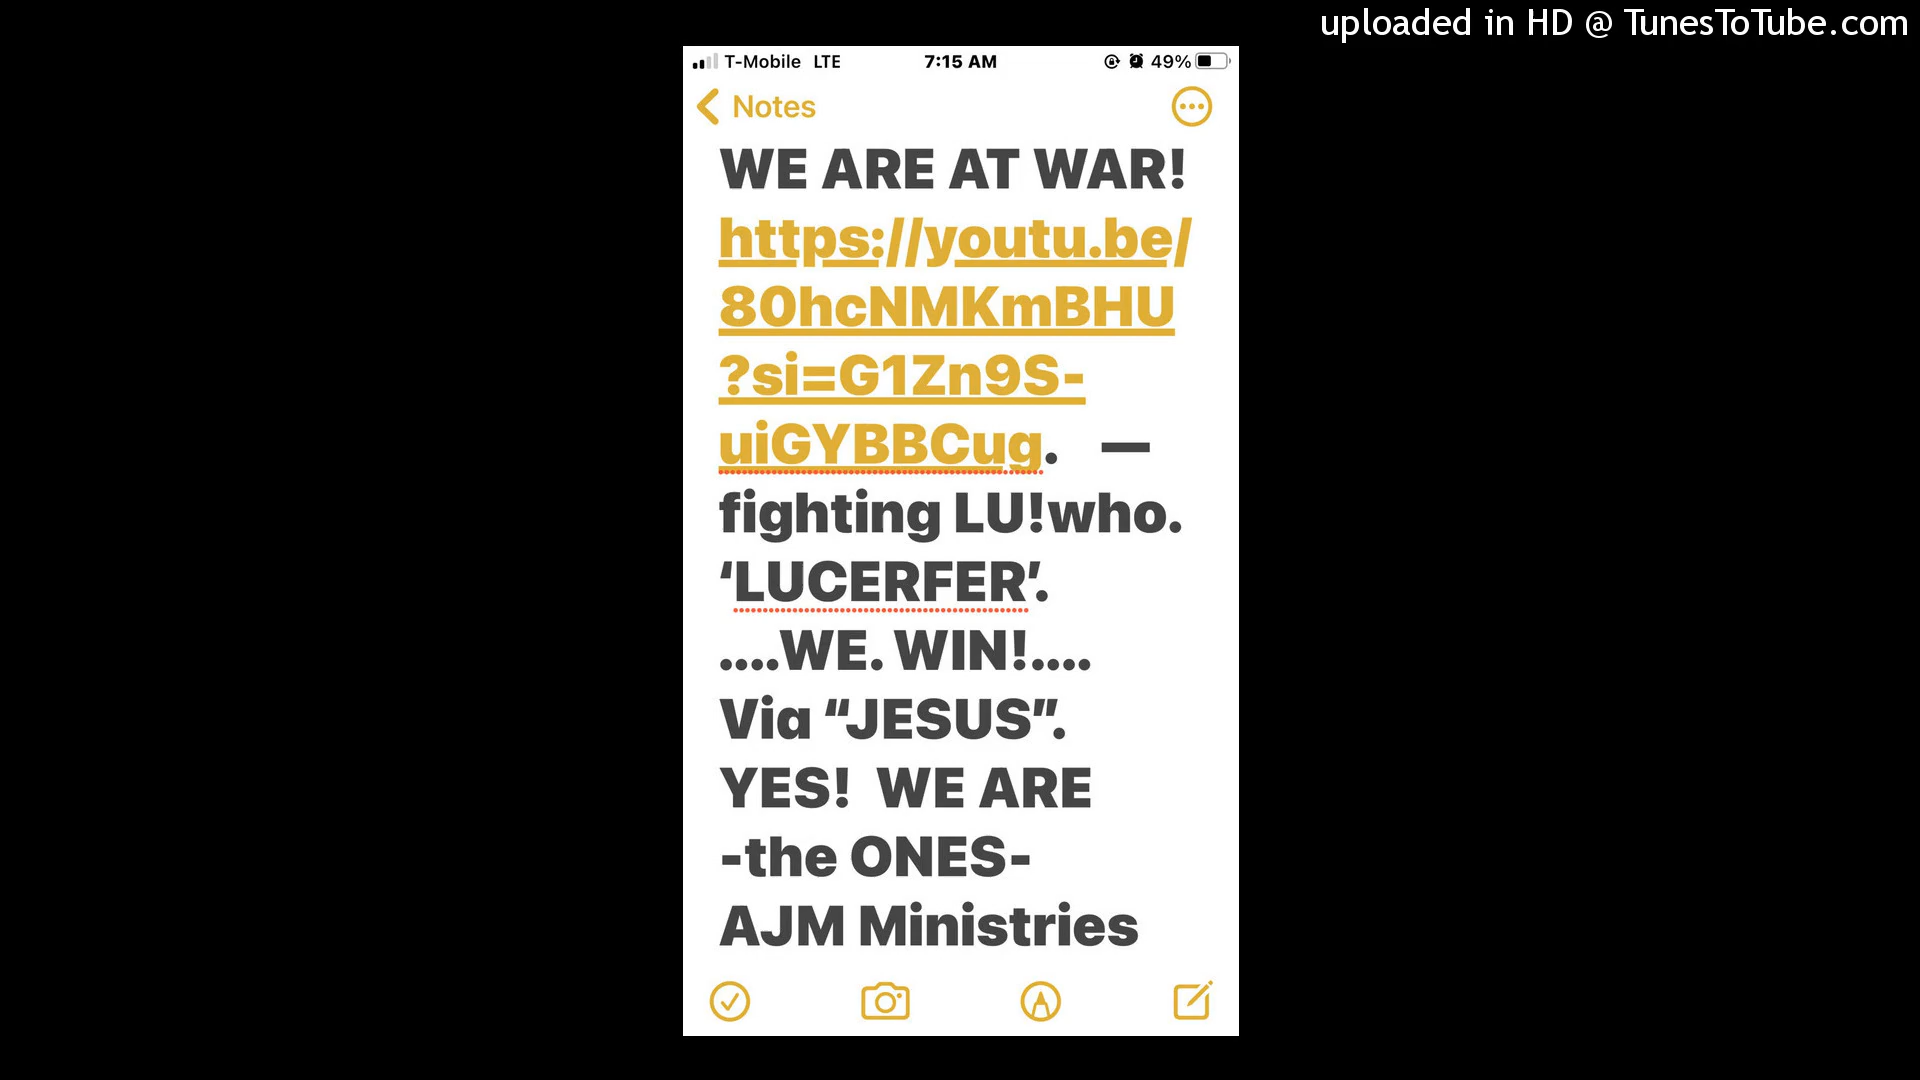 uploaded in HD @ TunesToTube.com
T-Mobile LTE 7:15 AM 49%
Notes
WE ARE AT WAR!
https://youtu.be/
80hcNMKmBHU
?si=G1Zn9S-
uiGYBBCug. —
fighting LU!who.
‘LUCERFER’.
....WE. WIN!....
Via “JESUS”.
YES! WE ARE
-the ONES-
AJM Ministries